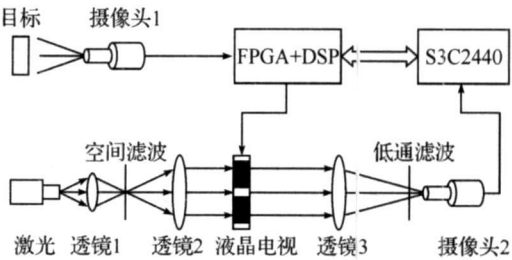 目标
摄像头1
FPGA+DSP
S3C2440
空间滤波
低通滤波
激光
透镜1
透镜2
液晶电视
透镜3
摄像头2